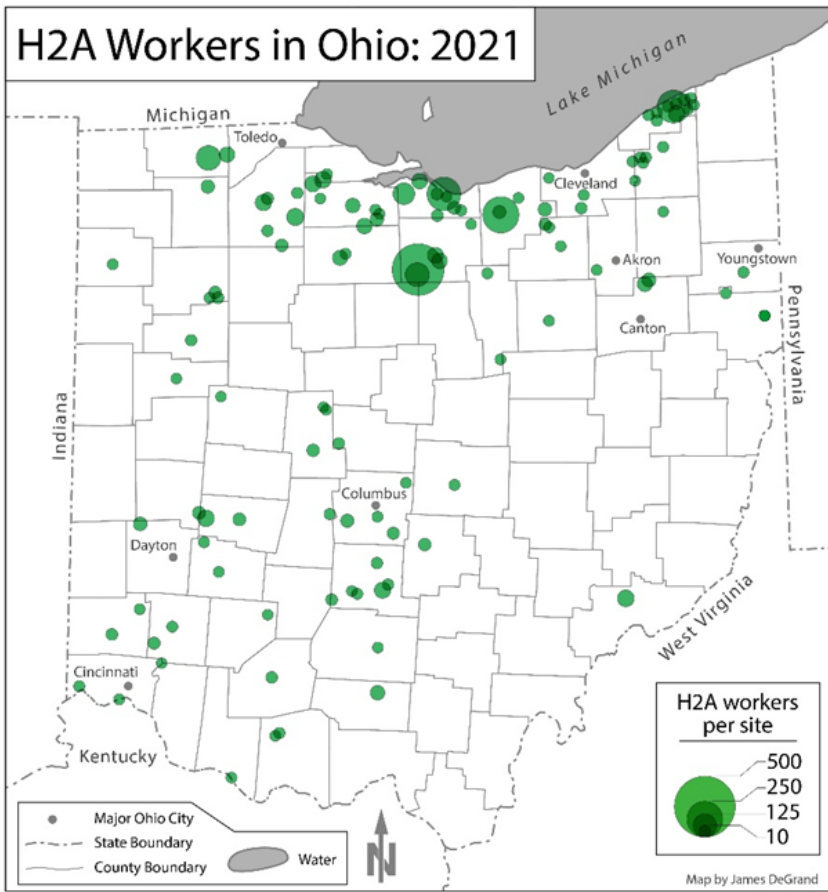 H2A Workers in Ohio: 2021
Lake Michigan
Michigan
Toledo
Cleveland
Akron
Youngstown
Canton
Pennsylvania
Indiana
Columbus
Dayton
West Virginia
Cincinnati
Kentucky
H2A workers
per site
500
250
125
10
Major Ohio City
State Boundary
County Boundary
Water
N
Map by James DeGrand